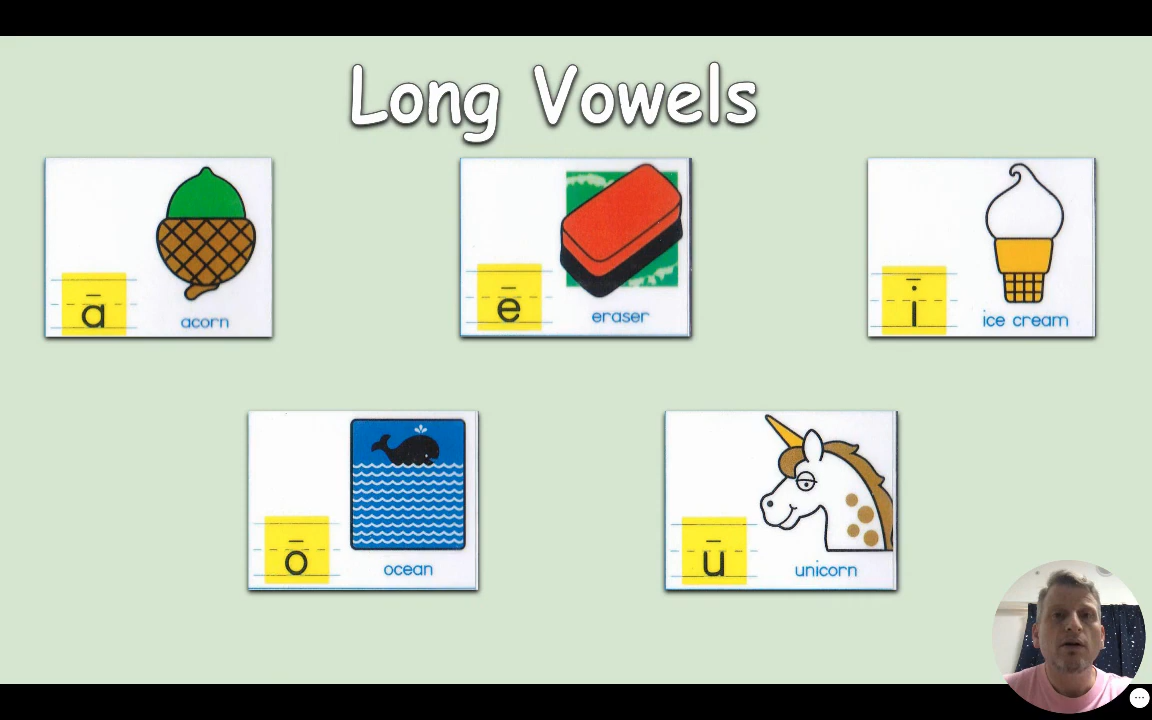 Long Vowels
ā
acorn
ē
eraser
ī
ice cream
ō
ocean
ū
unicorn